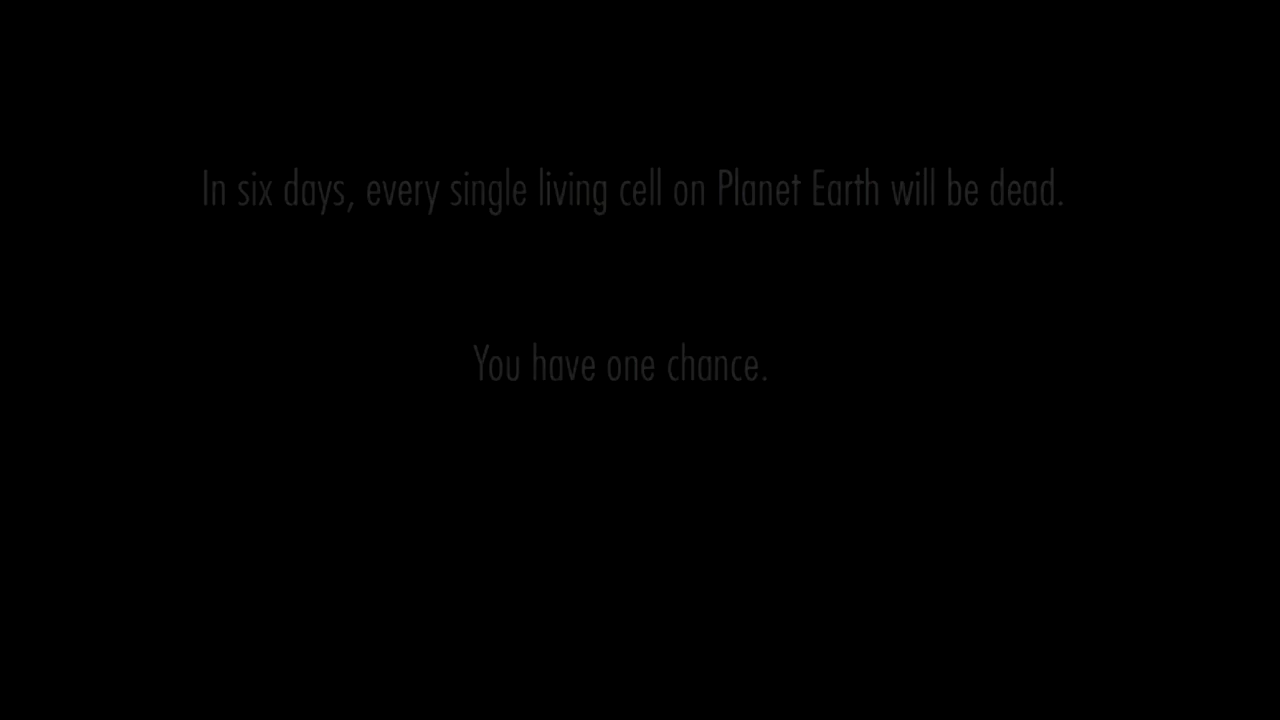 In six days, every single living cell on Planet Earth will be dead.
You have one chance.